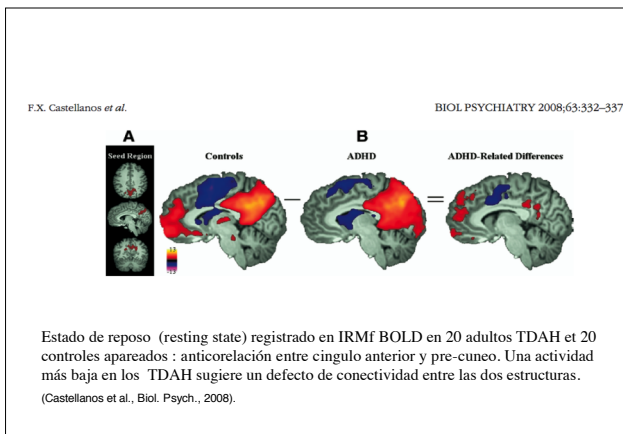 F.X. Castellanos et al.
BIOL PSYCHIATRY 2008;63:332–337
A
B
Seed Region
Controls
ADHD
ADHD-Related Differences
13
-13
Estado de reposo (resting state) registrado en IRMf BOLD en 20 adultos TDAH et 20
controles apareados : anticorelación entre cingulo anterior y pre-cuneo. Una actividad
más baja en los TDAH sugiere un defecto de conectividad entre las dos estructuras.
(Castellanos et al., Biol. Psych., 2008).